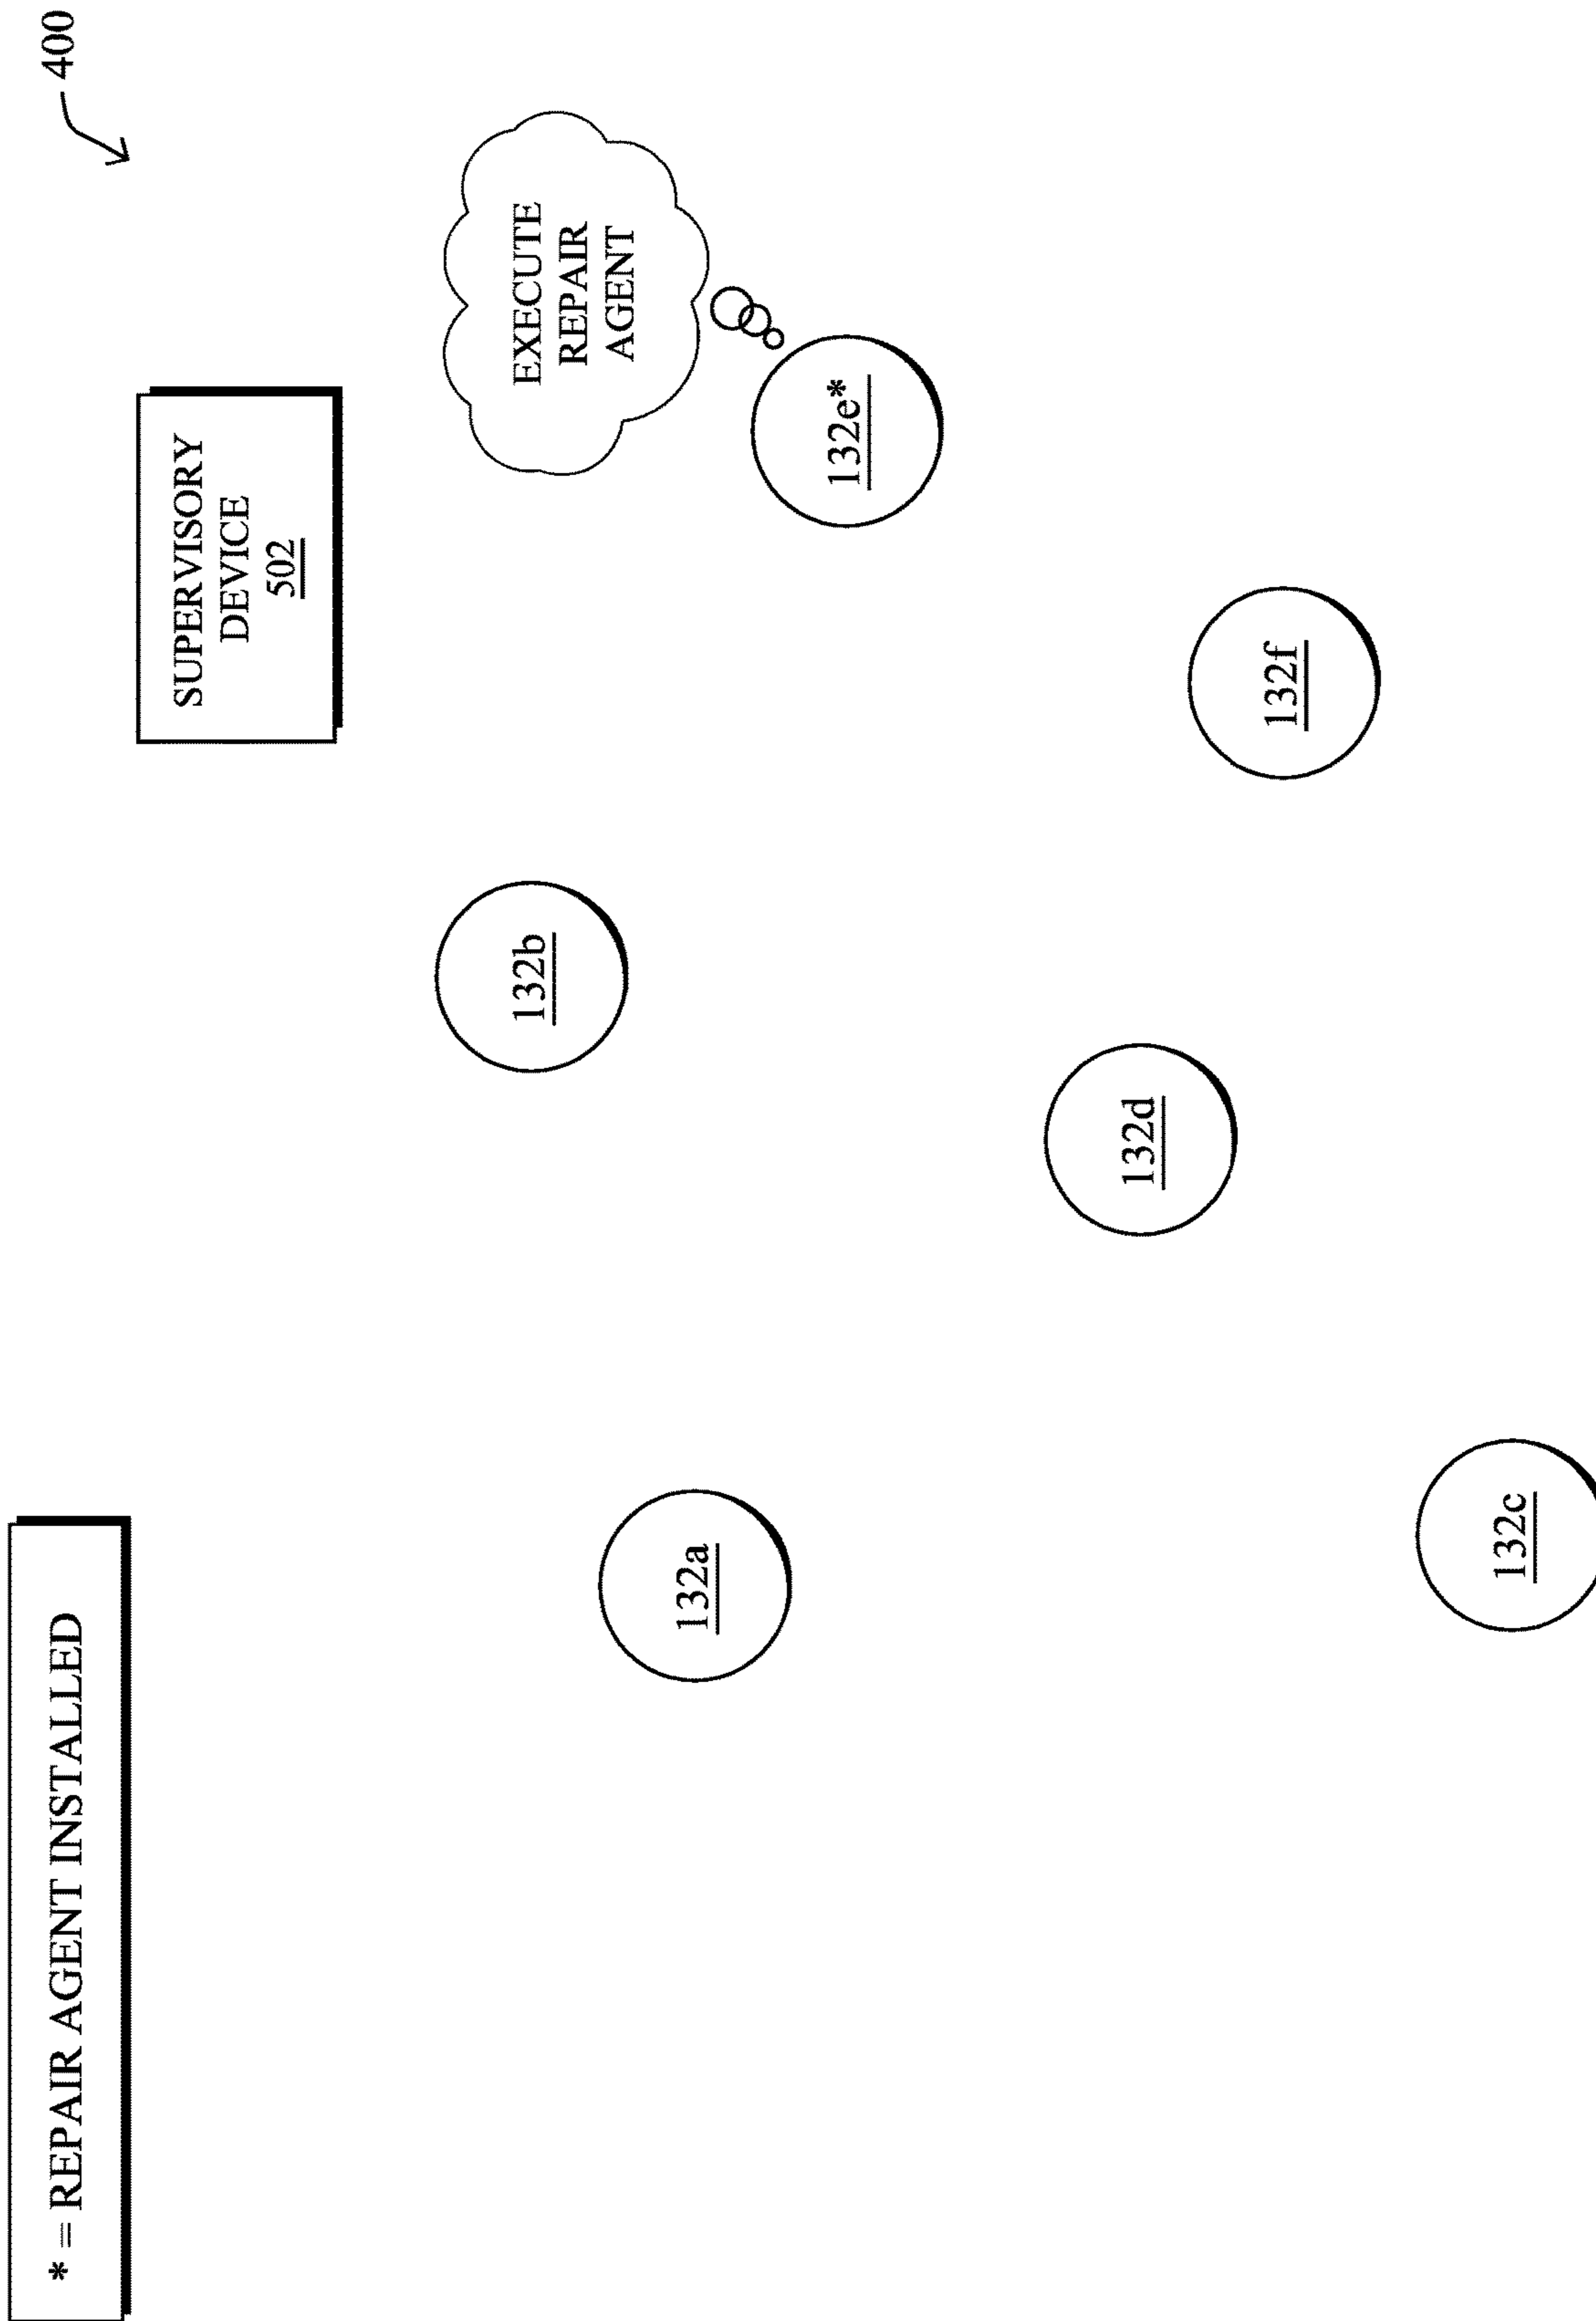 * = REPAIR AGENT INSTALLED
400
SUPERVISORY
DEVICE
502
EXECUTE
REPAIR
AGENT
132b
132a
132e*
132d
132f
132c